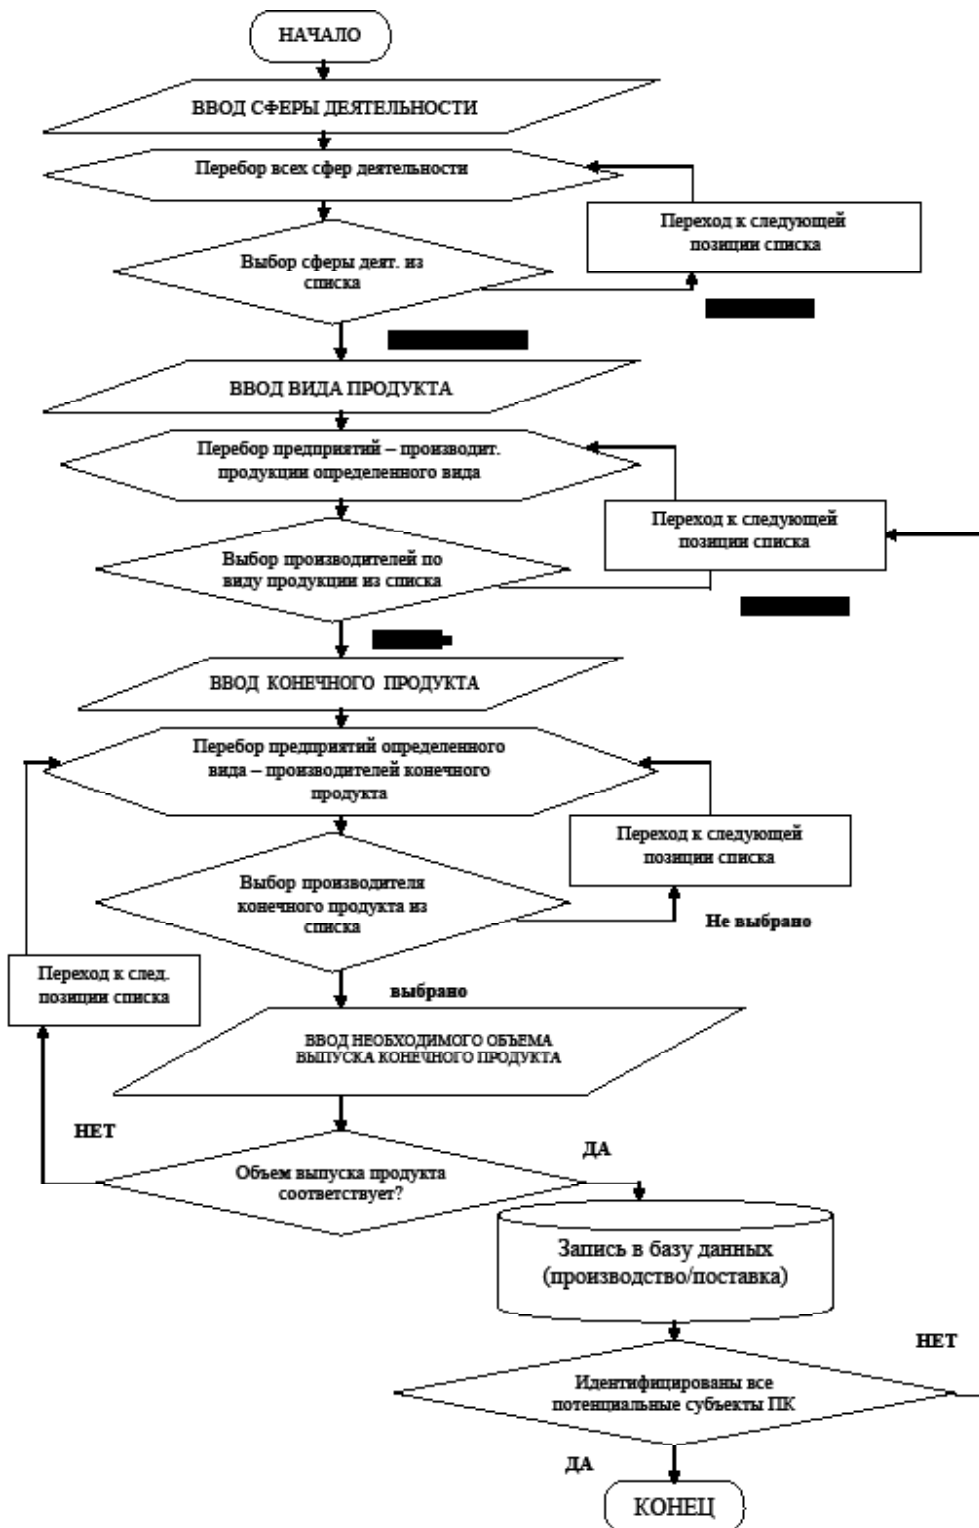 НАЧАЛО
ВВОД СФЕРЫ ДЕЯТЕЛЬНОСТИ
Перебор всех сфер деятельности
Переход к следующей
позиции списка
Выбор сферы деят. из
списка
ВВОД ВИДА ПРОДУКТА
Перебор предприятий – производит.
продукции определенного вида
Переход к следующей
позиции списка
Выбор производителей по
виду продукции из списка
ВВОД КОНЕЧНОГО ПРОДУКТА
Перебор предприятий определенного
вида – производителей конечного
продукта
Переход к следующей
позиции списка
Выбор производителя
конечного продукта из
списка
Не выбрано
Переход к след.
позиции списка
выбрано
ВВОД НЕОБХОДИМОГО ОБЪЕМА
ВЫПУСКА КОНЕЧНОГО ПРОДУКТА
НЕТ
ДА
Объем выпуска продукта
соответствует?
Запись в базу данных
(производство/поставка)
НЕТ
Идентифицированы все
потенциальные субъекты ПК
ДА
КОНЕЦ